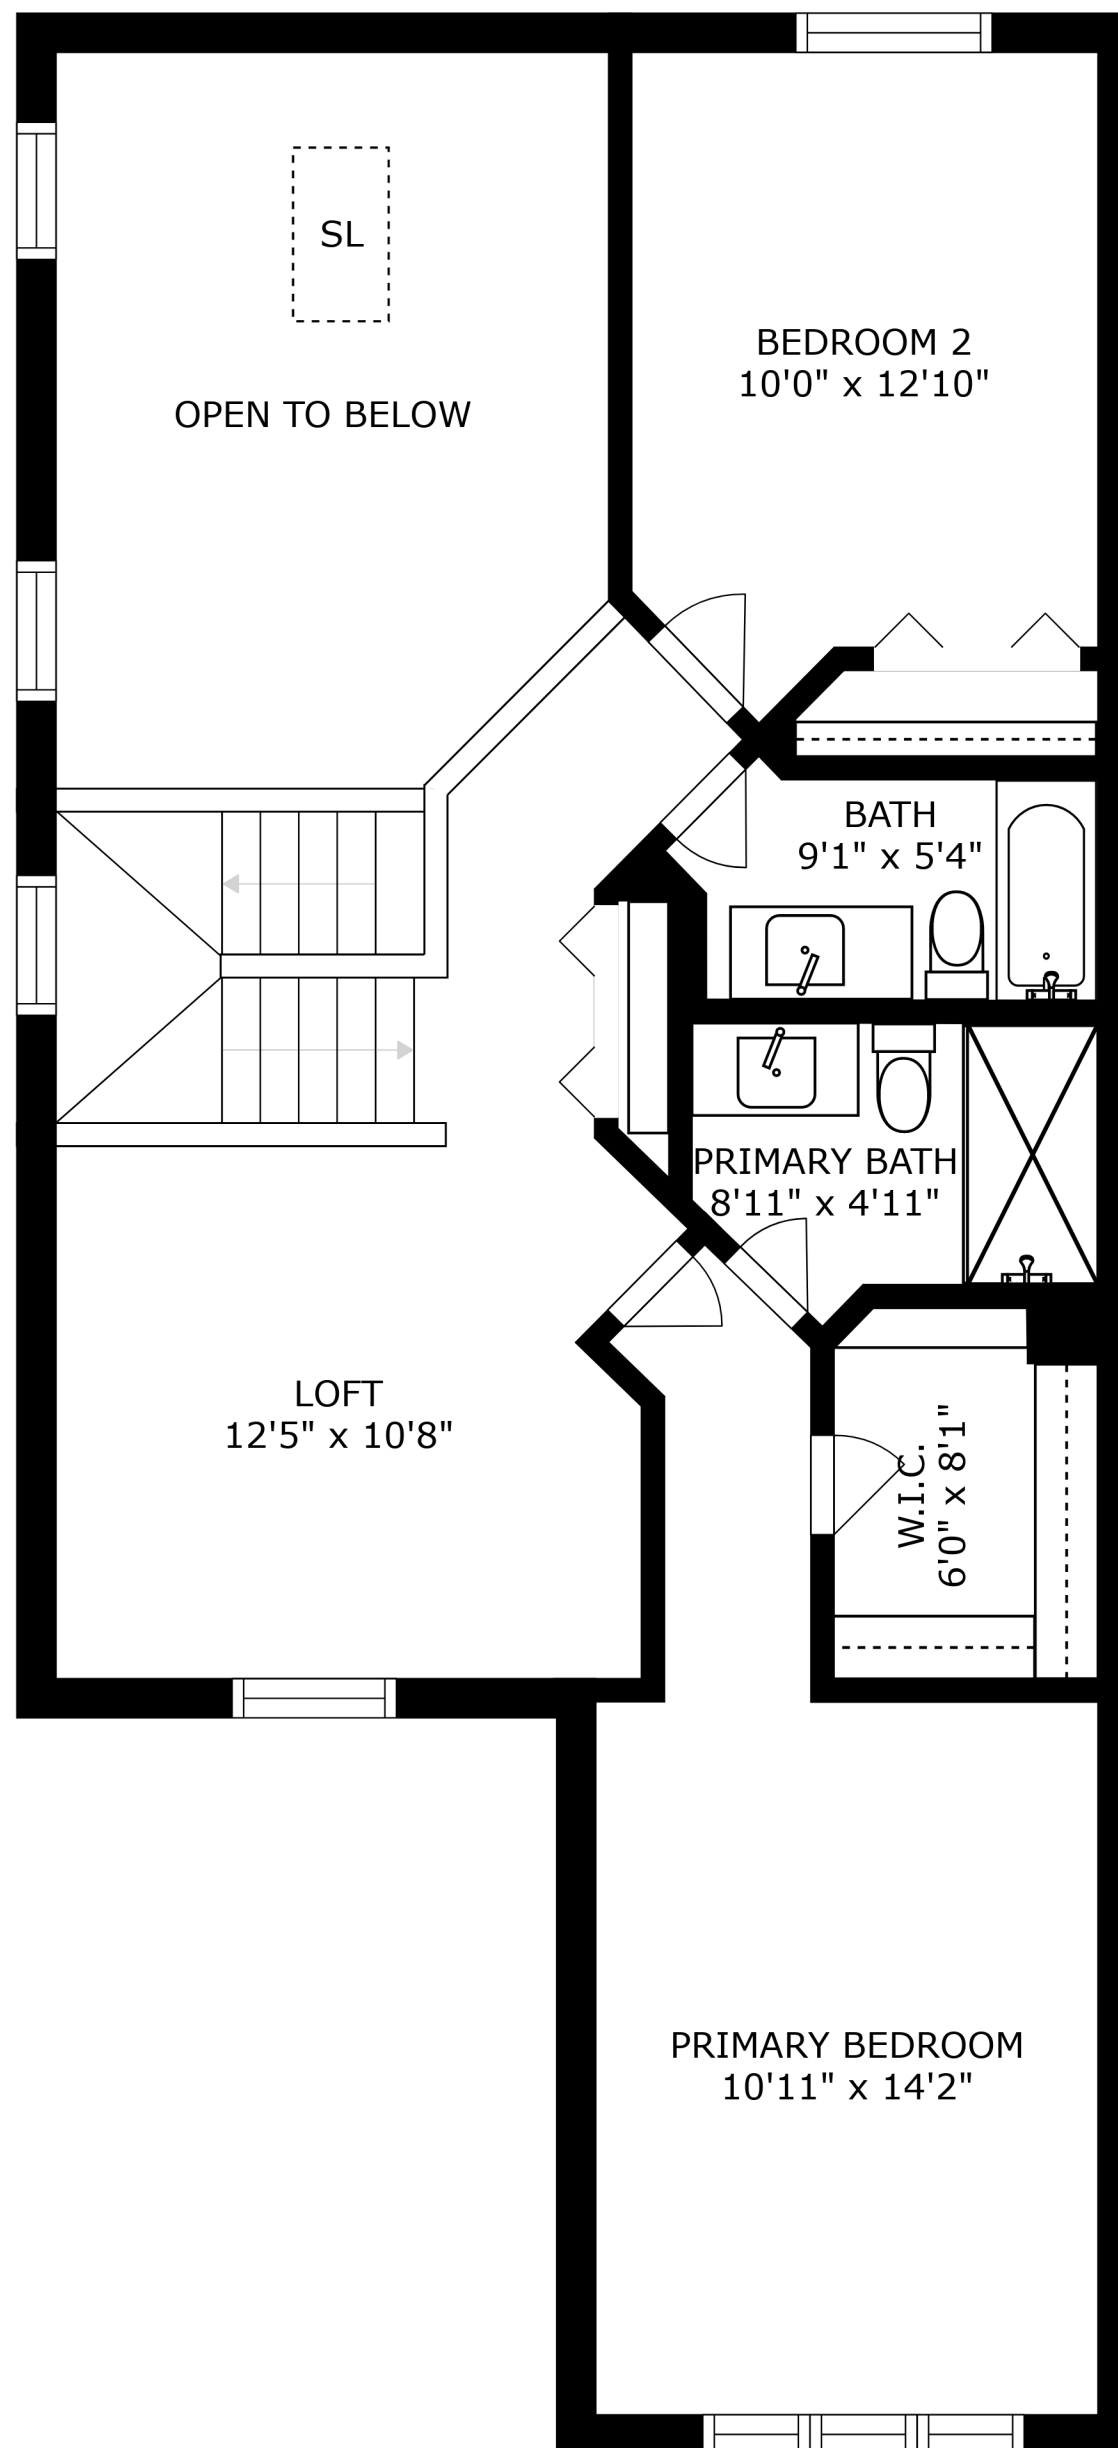 SL
OPEN TO BELOW
BEDROOM 2
10'0" x 12'10"
BATH
9'1" x 5'4"
PRIMARY BATH
8'11" x 4'11"
LOFT
12'5" x 10'8"
W.I.C.
6'0" x 8'1"
PRIMARY BEDROOM
10'11" x 14'2"